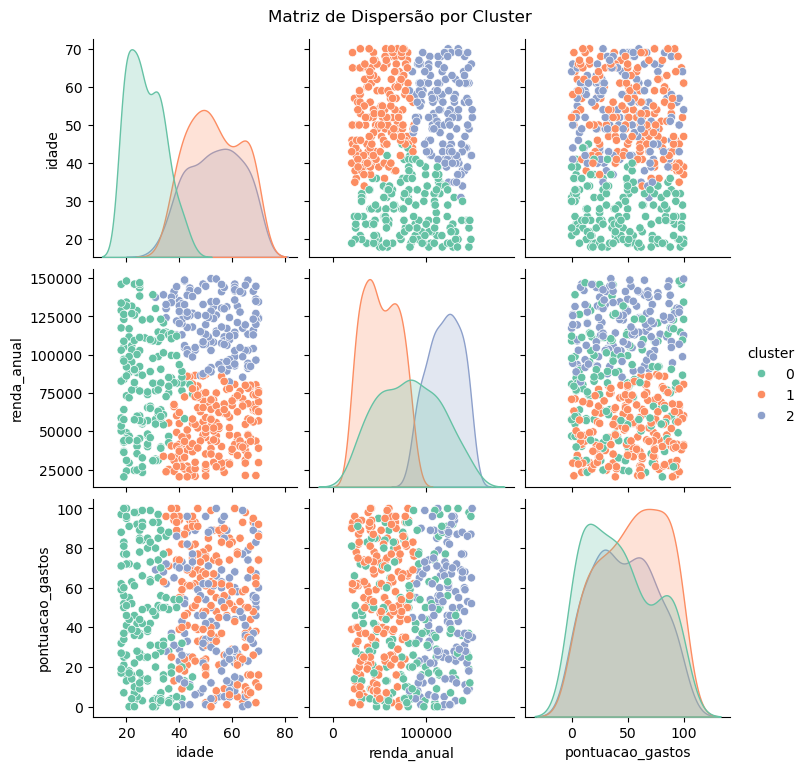 Matriz de Dispersão por Cluster
idade
70
60
50
40
30
20
renda_anual
150000
125000
100000
75000
50000
25000
cluster
0
1
2
pontuacao_gastos
100
80
60
40
20
0
20 40 60 80
0 100000
0 50 100
idade
renda_anual
pontuacao_gastos